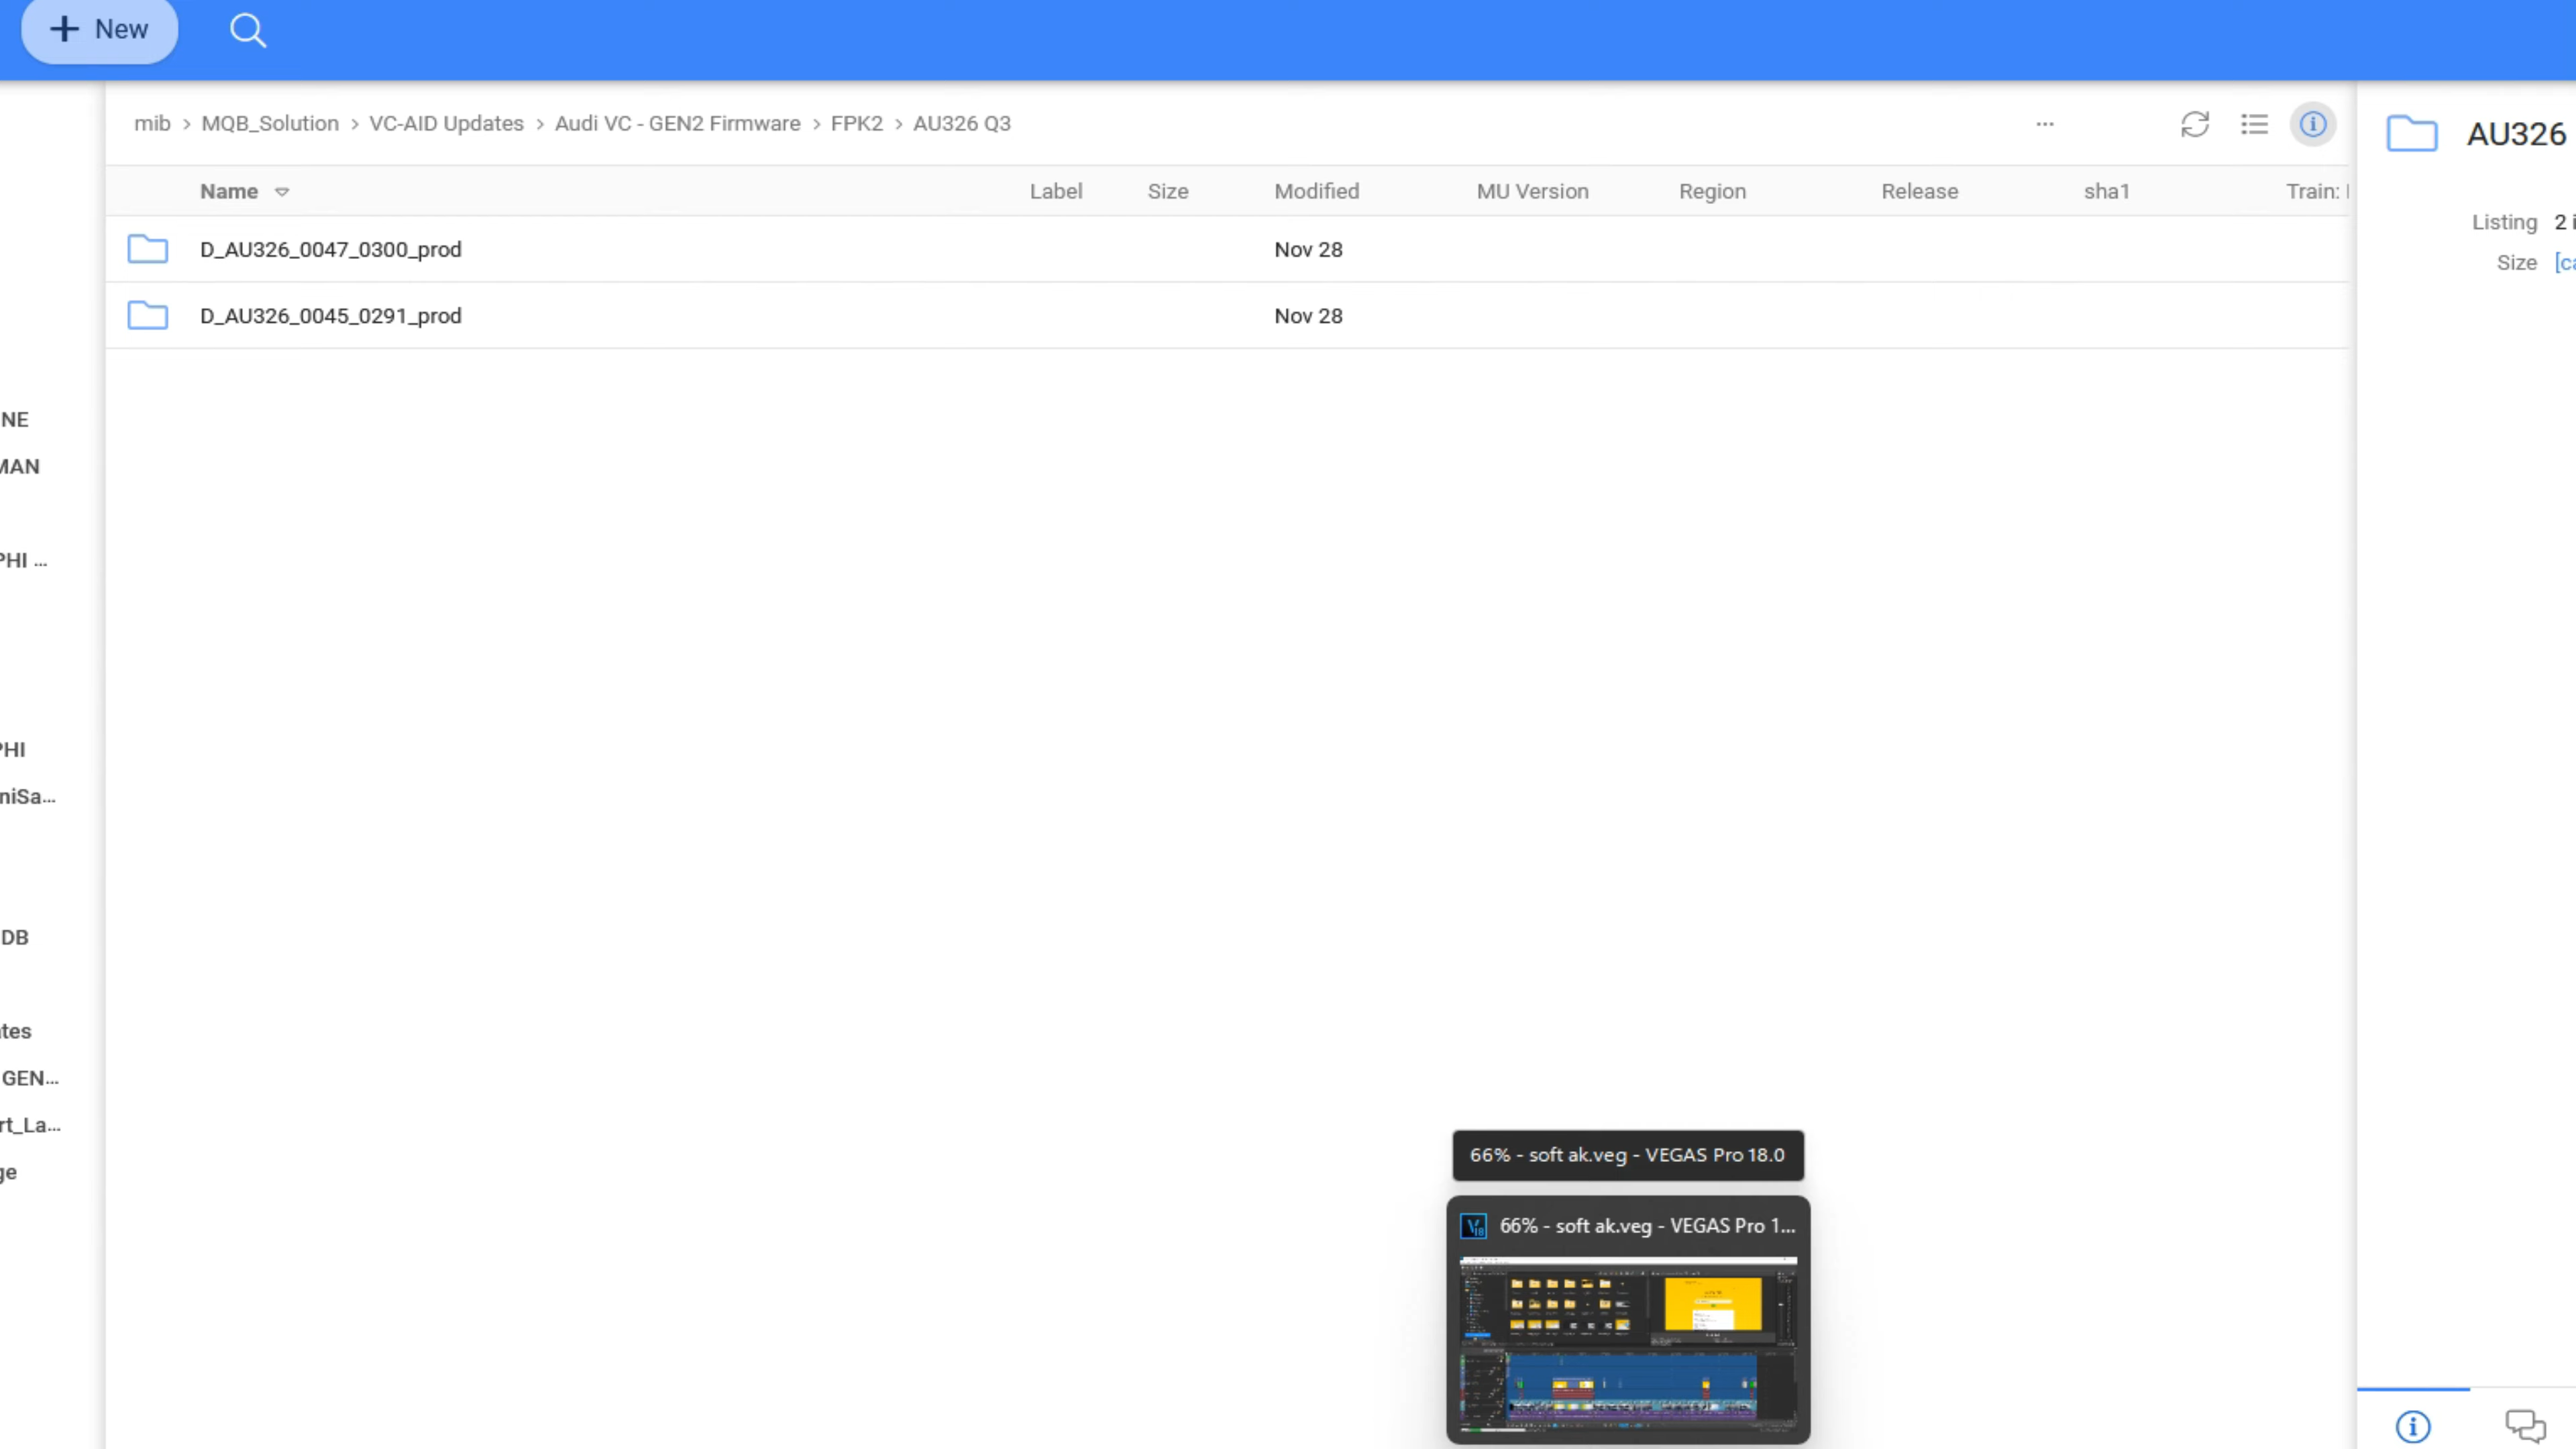 New
mib > MQB_Solution > VC-AID Updates > Audi VC - GEN2 Firmware > FPK2 > AU326 Q3
AU326
Name Label Size Modified MU Version Region Release sha1 Train:
Listing 2
Size [ca
D_AU326_0047_0300_prod Nov 28
D_AU326_0045_0291_prod Nov 28
NE
MAN
PHI ...
PHI
niSa...
DB
tes
GEN...
rt_La...
ge
66% - soft ak.veg - VEGAS Pro 18.0
66% - soft ak.veg - VEGAS Pro 1...